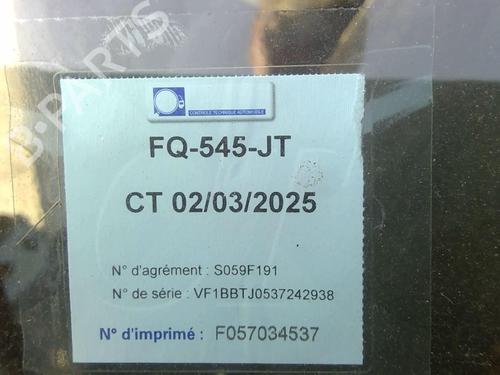 B-PARTS
CONTROLE TECHNIQUE AUTOMOBILE
FQ-545-JT
CT 02/03/2025
N° d'agrément : S059F191
N° de série : VF1BBTJ0537242938
N° d'imprimé : F057034537